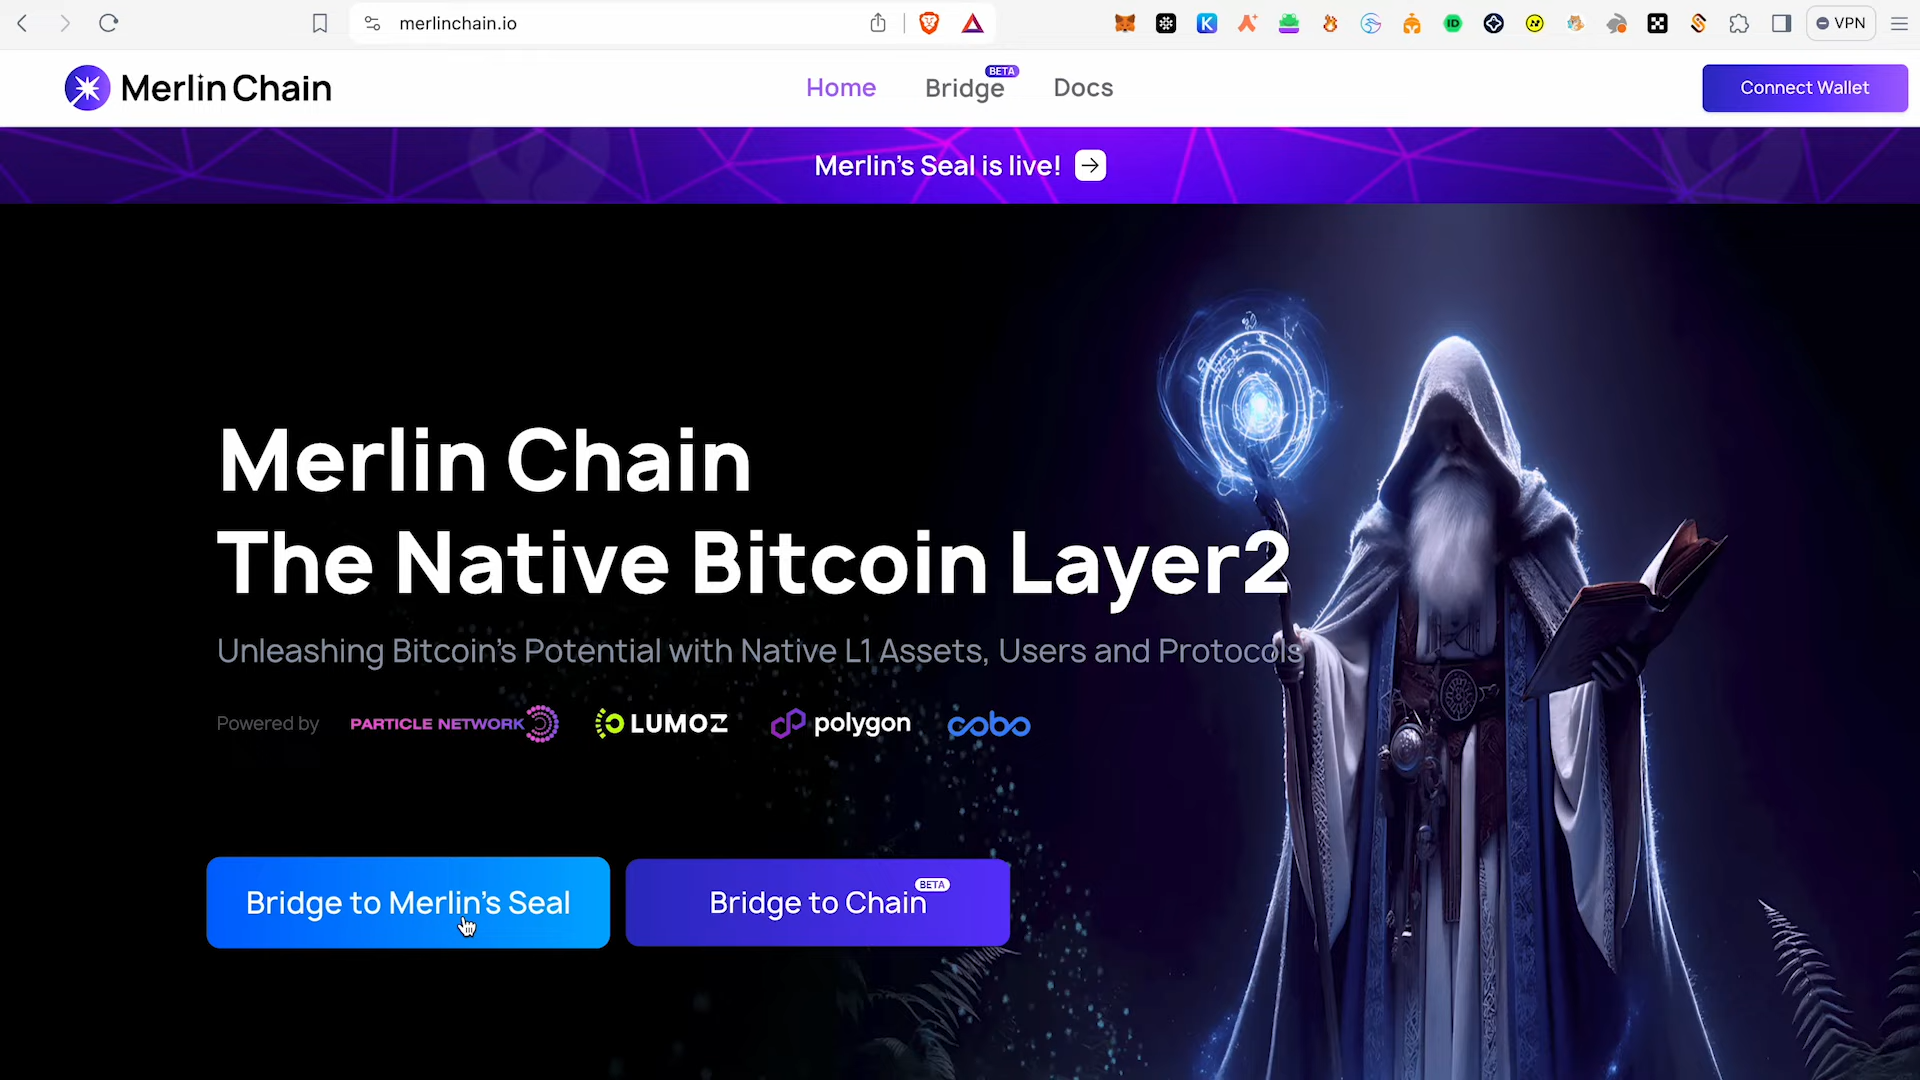 merlinchain.io
VPN
Merlin Chain
Home
Bridge
BETA
Docs
Connect Wallet
Merlin's Seal is live!
Merlin Chain
The Native Bitcoin Layer2
Unleashing Bitcoin's Potential with Native L1 Assets, Users and Protocols
Powered by PARTICLE NETWORK LUMOZ polygon cobo
Bridge to Merlin's Seal
Bridge to Chain
BETA